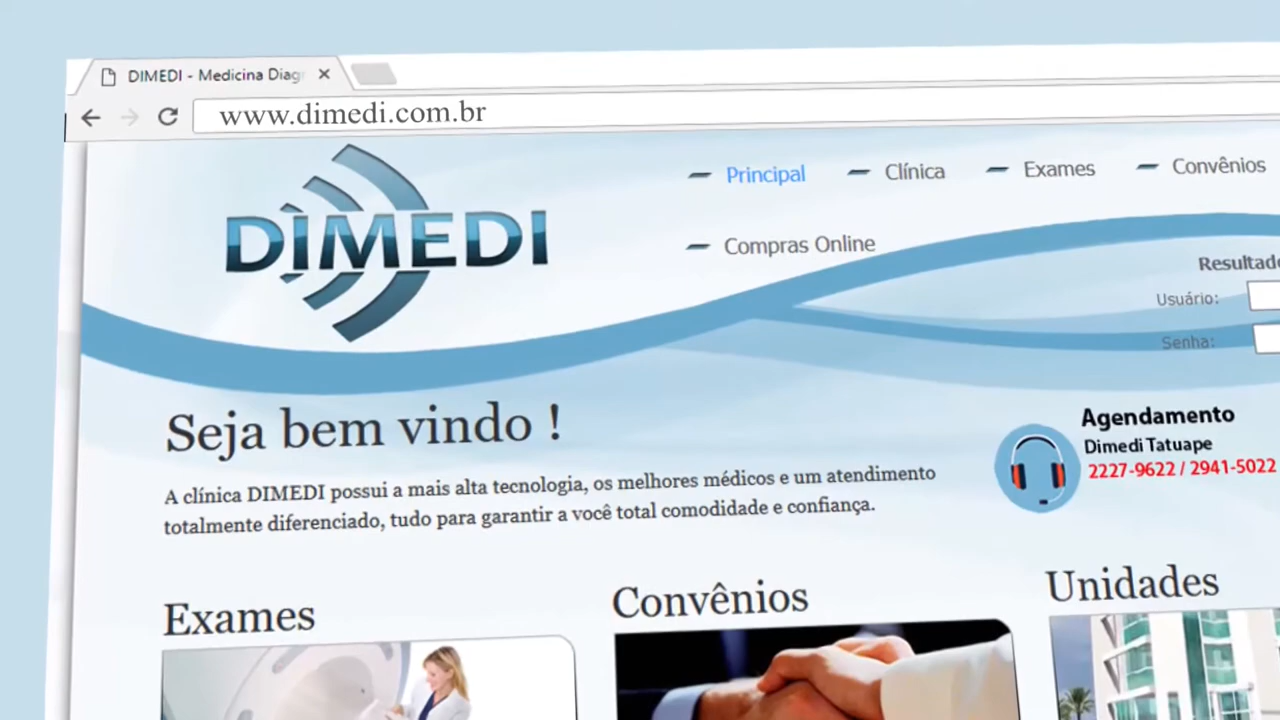 DIMEDI - Medicina Diag
www.dimedi.com.br
DIMEDI
Principal
Clínica
Exames
Convênios
Compras Online
Usuário:
Senha:
Seja bem vindo !
A clínica DIMEDI possui a mais alta tecnologia, os melhores médicos e um atendimento
totalmente diferenciado, tudo para garantir a você total comodidade e confiança.
Agendamento
Dimedi Tatuape
2227-9622 / 2941-5022
Exames
Convênios
Unidades